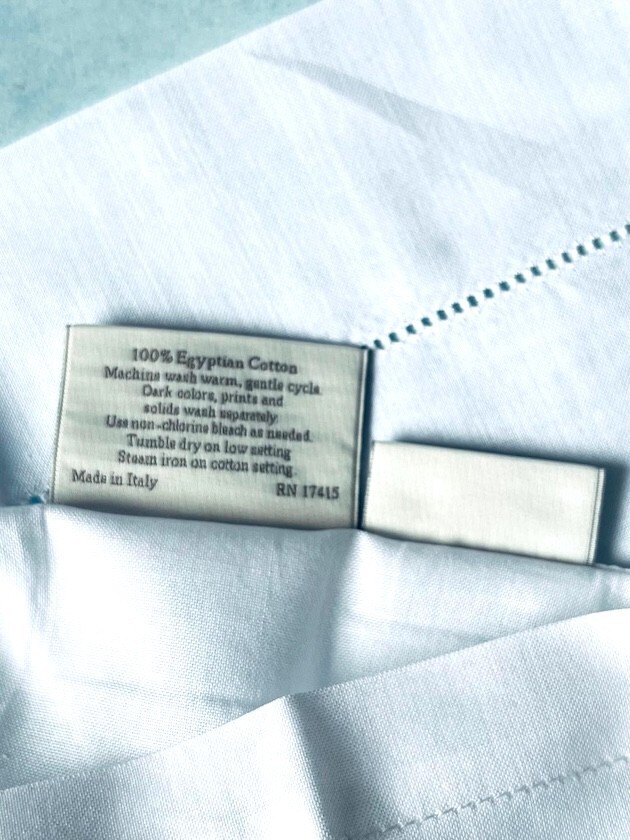 100% Egyptian Cotton
Machine wash warm, gentle cycle.
Dark colors, prints and
solids wash separately.
Use non-chlorine bleach as needed.
Tumble dry on low setting
Steam iron on cotton setting.
Made in Italy
RN 17415